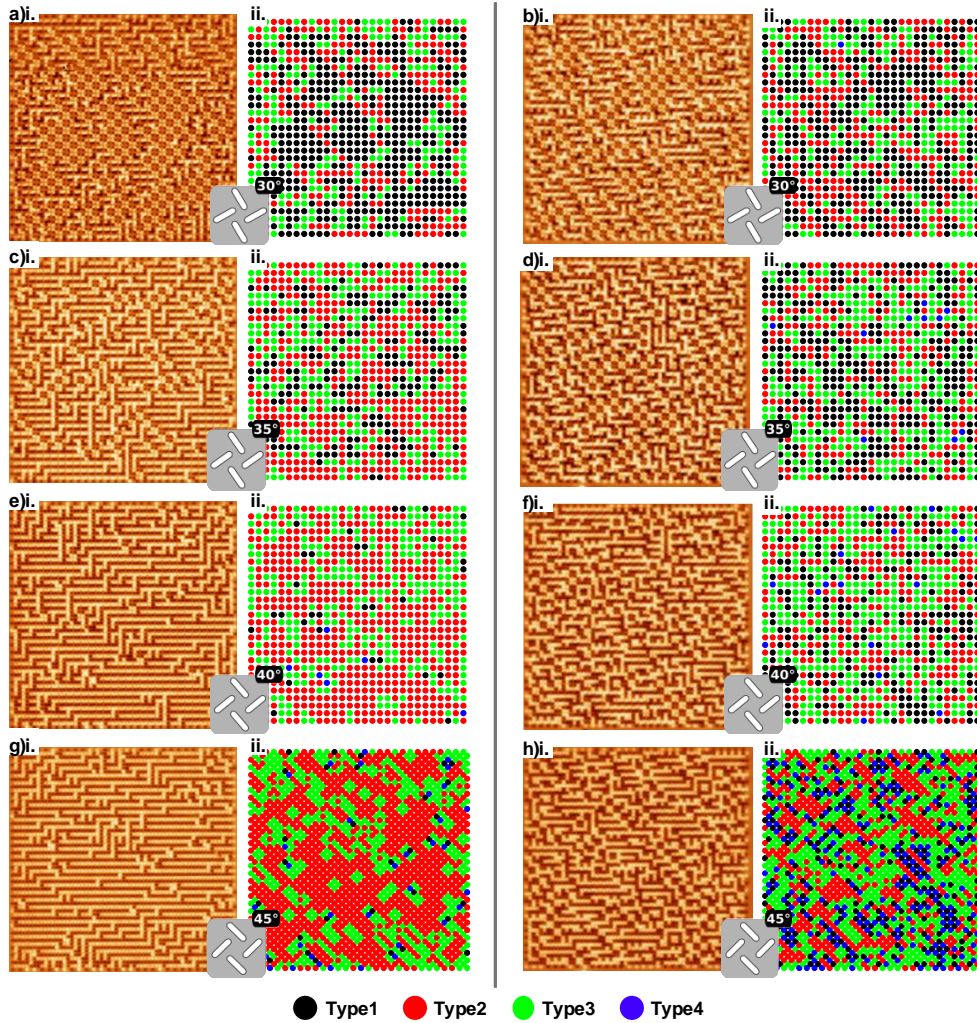 a)i. ii. b)i. ii.
30° 30°
c)i. ii. d)i. ii.
35° 35°
e)i. ii. f)i. ii.
40° 40°
g)i. ii. h)i. ii.
45° 45°
Type1 Type2 Type3 Type4